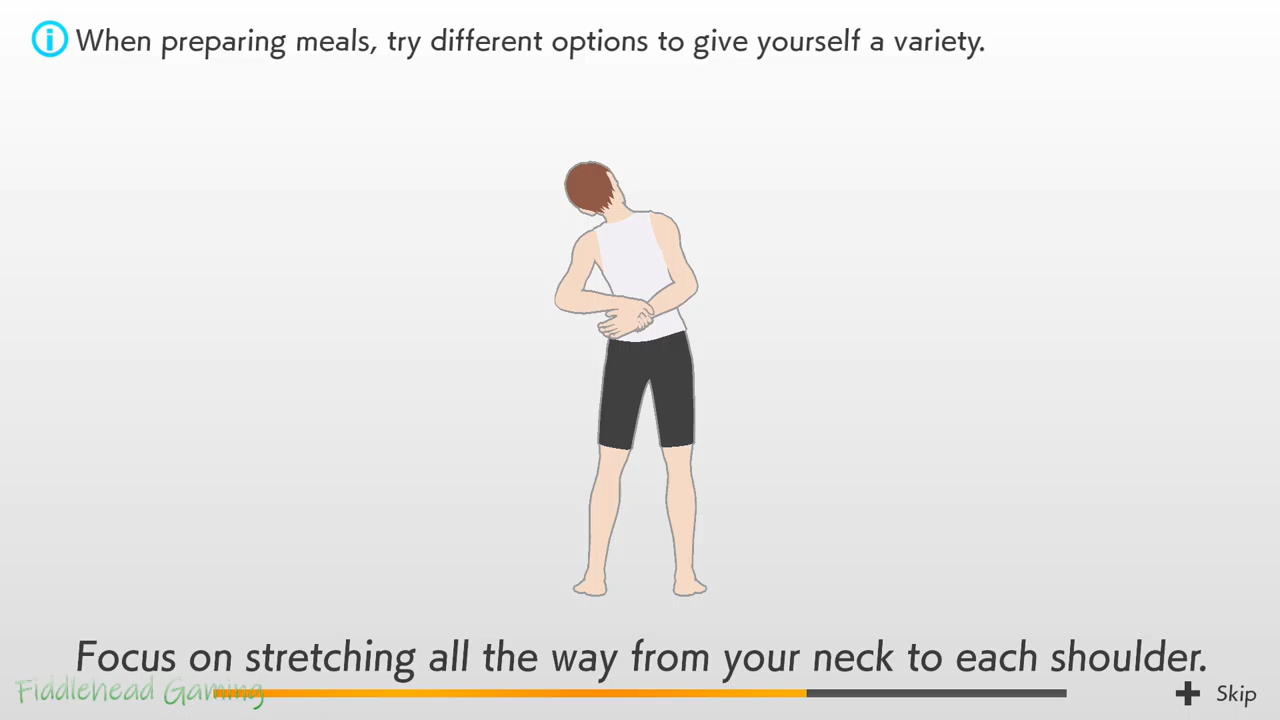 When preparing meals, try different options to give yourself a variety.
Focus on stretching all the way from your neck to each shoulder.
Fiddlehead Gaming
Skip